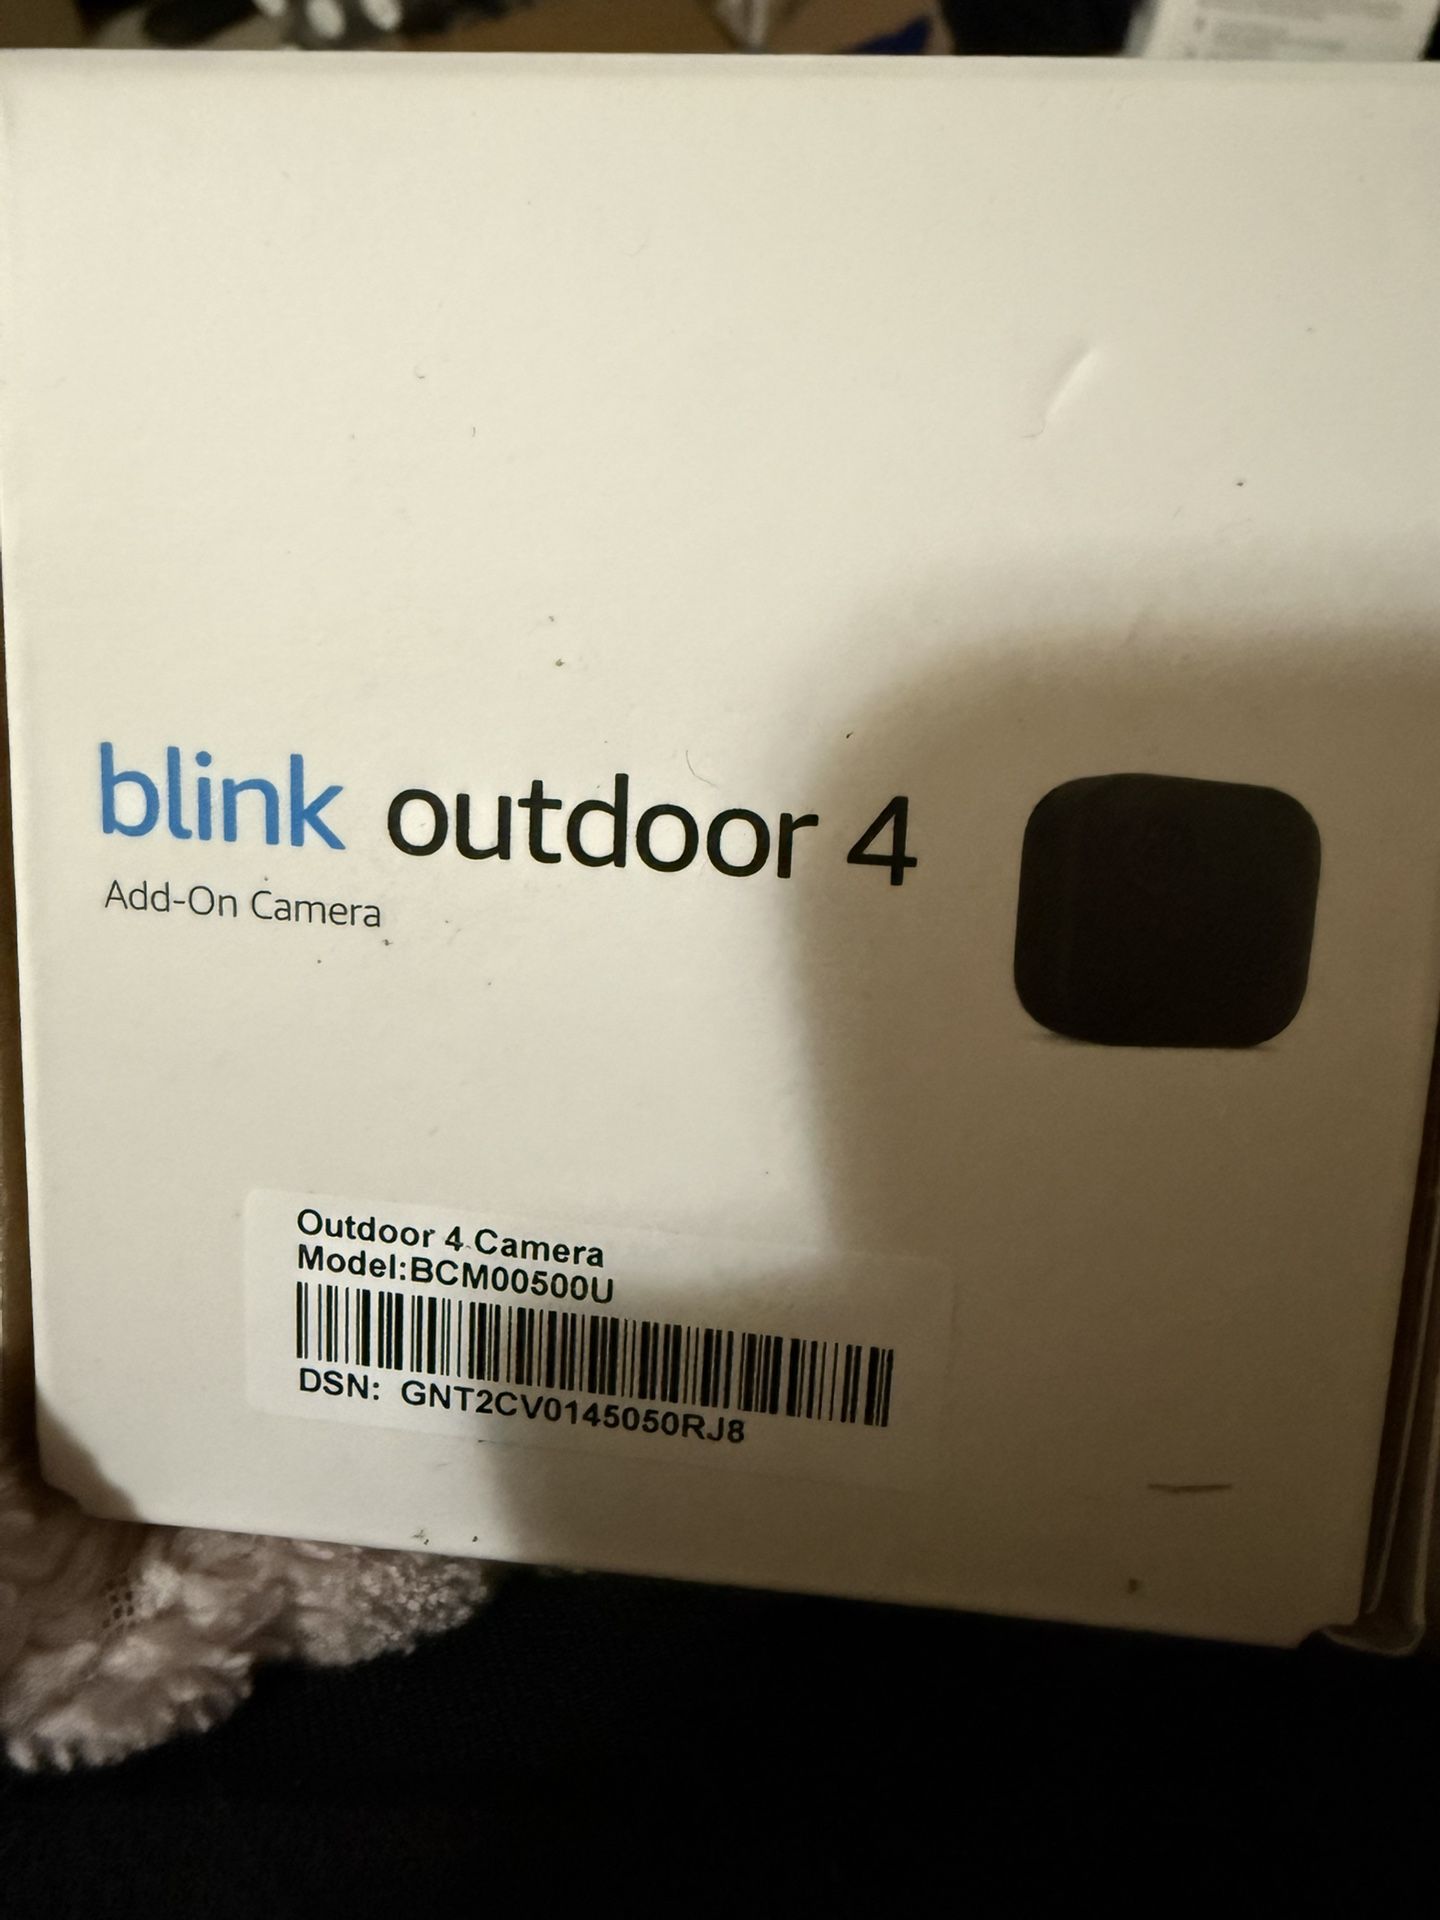 blink outdoor 4
Add-On Camera
Outdoor 4 Camera
Model:BCM00500U
DSN: GNT2CV0145050RJ8